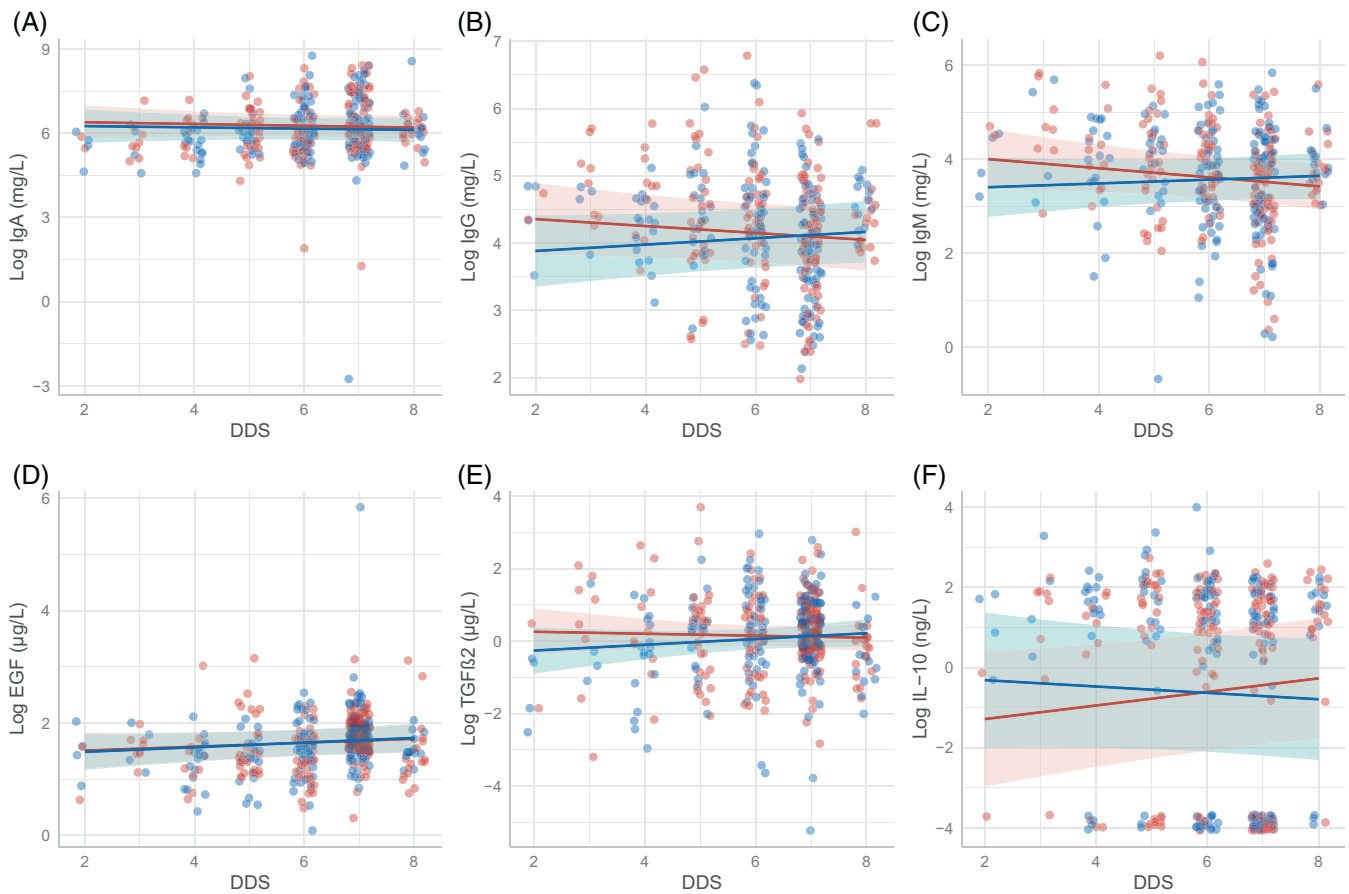 (A)
Log IgA (mg/L)
9
6
3
0
−3
2 4 6 8
DDS
(B)
Log IgG (mg/L)
7
6
5
4
3
2
2 4 6 8
DDS
(C)
Log IgM (mg/L)
6
4
2
0
2 4 6 8
DDS
(D)
Log EGF (µg/L)
6
4
2
0
2 4 6 8
DDS
(E)
Log TGFß2 (µg/L)
4
2
0
−2
−4
2 4 6 8
DDS
(F)
Log IL−10 (ng/L)
4
2
0
−2
−4
2 4 6 8
DDS